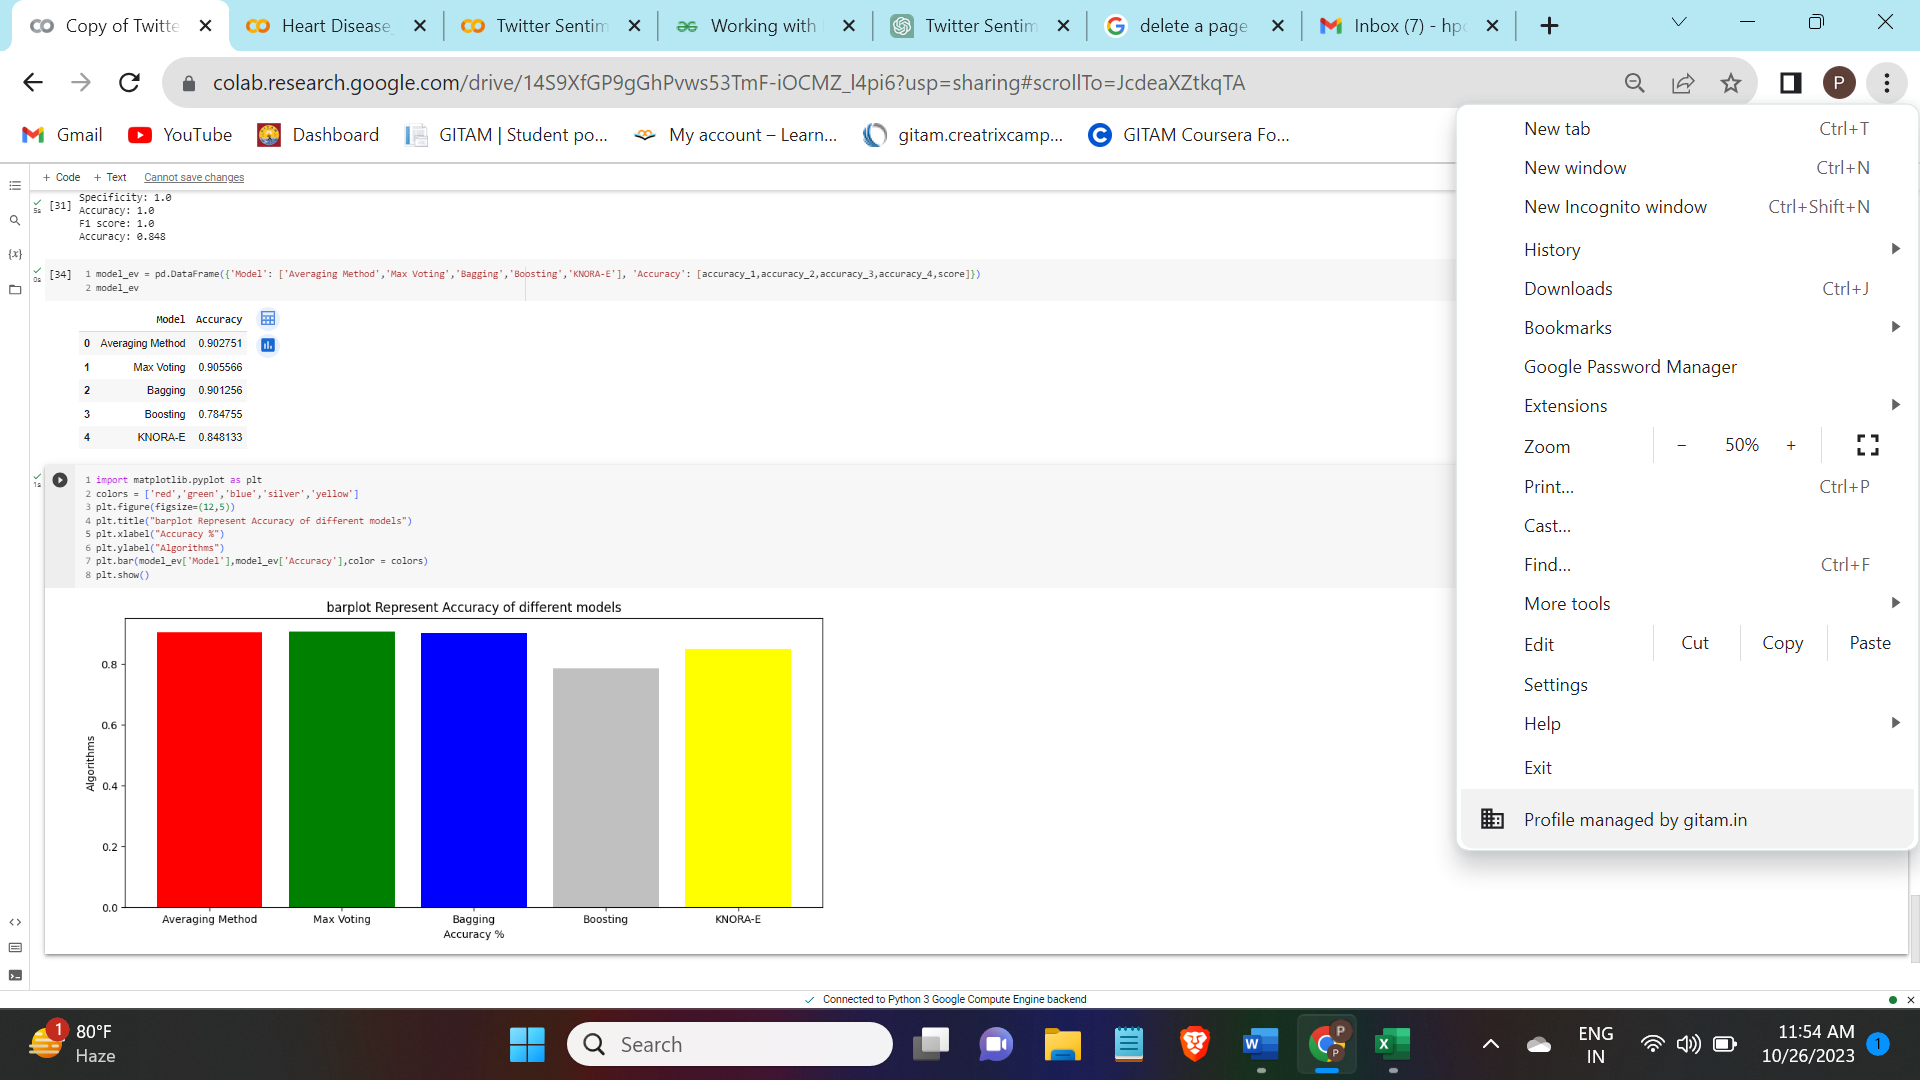 Copy of Twitte
Heart Disease_
Twitter Sentim
Working with
Twitter Sentim
delete a page
Inbox (7) - hpc
colab.research.google.com/drive/14S9XfGP9gGhPvws53TmF-iOCMZ_l4pi6?usp=sharing#scrollTo=JcdeaXZtkqTA
P
Gmail
YouTube
Dashboard
GITAM | Student po...
My account – Learn...
gitam.creatrixcamp...
GITAM Coursera Fo...
+ Code + Text Cannot save changes
Specificity: 1.0
5s [31] Accuracy: 1.0
F1 score: 1.0
Accuracy: 0.848
0s [34] 1 model_ev = pd.DataFrame({'Model': ['Averaging Method','Max Voting','Bagging','Boosting','KNORA-E'], 'Accuracy': [accuracy_1,accuracy_2,accuracy_3,accuracy_4,score]})
2 model_ev
Model Accuracy
0 Averaging Method 0.902751
1 Max Voting 0.905566
2 Bagging 0.901256
3 Boosting 0.784755
4 KNORA-E 0.848133
1s
1 import matplotlib.pyplot as plt
2 colors = ['red','green','blue','silver','yellow']
3 plt.figure(figsize=(12,5))
4 plt.title("barplot Represent Accuracy of different models")
5 plt.xlabel("Accuracy %")
6 plt.ylabel("Algorithms")
7 plt.bar(model_ev['Model'],model_ev['Accuracy'],color = colors)
8 plt.show()
barplot Represent Accuracy of different models
0.8
0.6
0.4
0.2
0.0
Algorithms
Averaging Method Max Voting Bagging Boosting KNORA-E
Accuracy %
{x}
<>
New tab Ctrl+T
New window Ctrl+N
New Incognito window Ctrl+Shift+N
History
Downloads Ctrl+J
Bookmarks
Google Password Manager
Extensions
Zoom − 50% +
Print... Ctrl+P
Cast...
Find... Ctrl+F
More tools
Edit Cut Copy Paste
Settings
Help
Exit
Profile managed by gitam.in
Connected to Python 3 Google Compute Engine backend
1
80°F
Haze
Search
W
P
P
X
ENG
IN
11:54 AM
10/26/2023
1